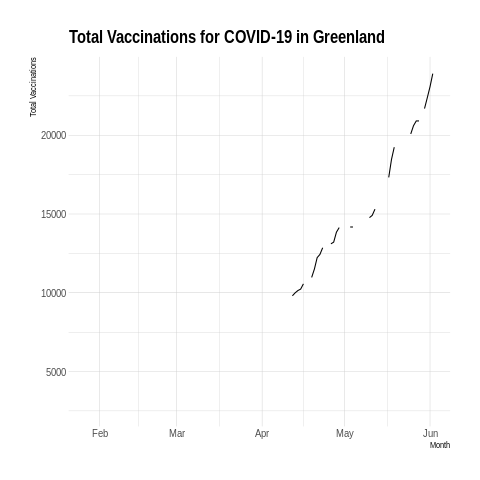 Total Vaccinations for COVID-19 in Greenland
Total Vaccinations
20000
15000
10000
5000
Feb Mar Apr May Jun
Month